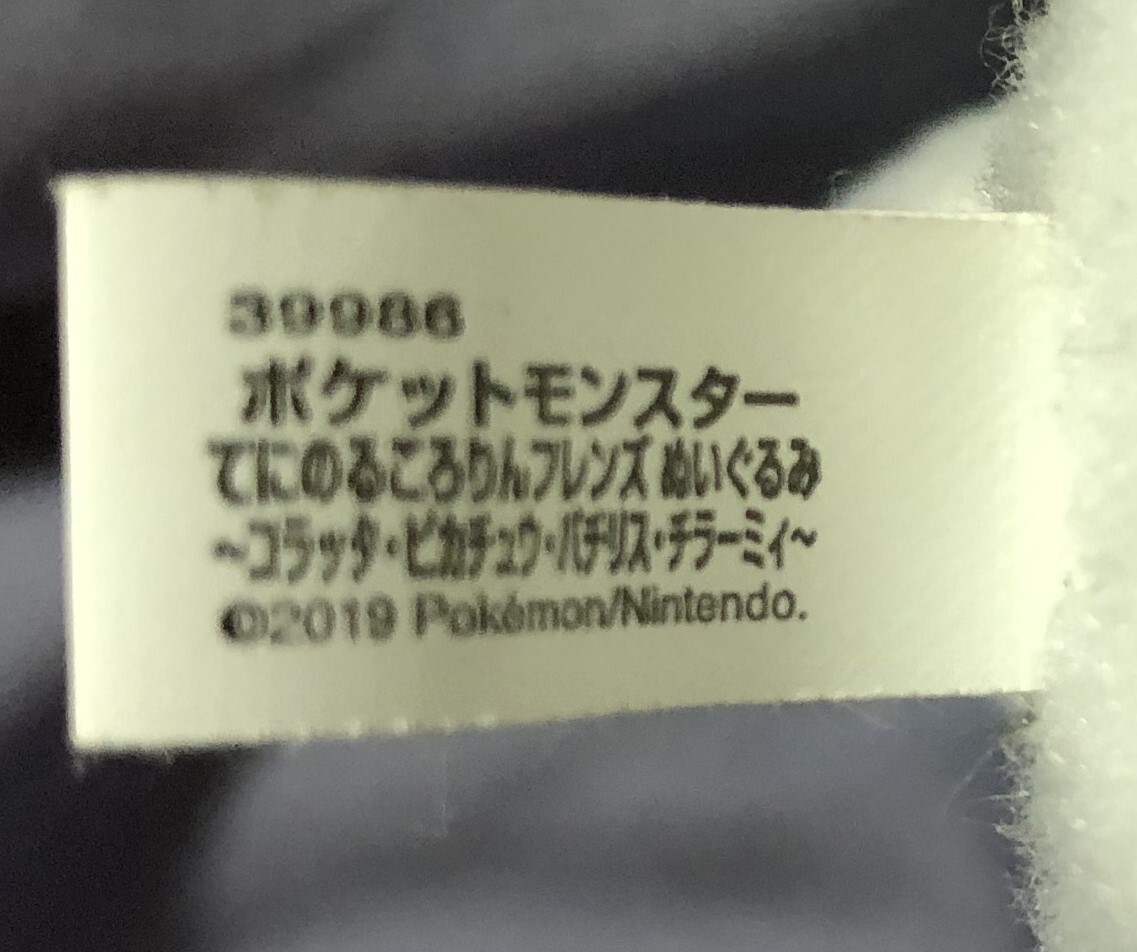 39986
ポケットモンスター
てにのるころりんフレンズ ぬいぐるみ
~コラッタ・ピカチュウ・パチリス・チラーミィ~
©2019 Pokémon/Nintendo.